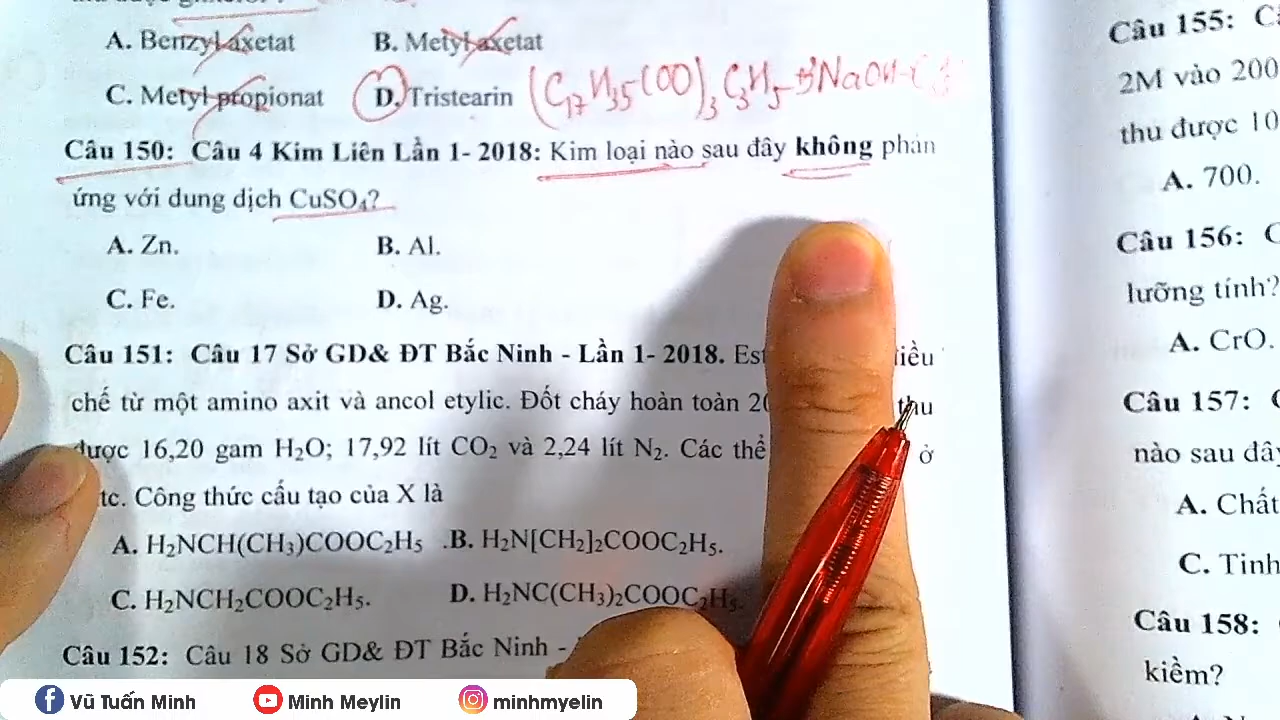 A. Benzyl axetat B. Metyl axetat
C. Metyl propionat D. Tristearin (C17H35COO)3C3H5 + 3NaOH
Câu 150: Câu 4 Kim Liên Lần 1- 2018: Kim loại nào sau đây không phản
ứng với dung dịch CuSO4?
A. Zn. B. Al.
C. Fe. D. Ag.
Câu 151: Câu 17 Sở GD& ĐT Bắc Ninh - Lần 1- 2018.
chế từ một amino axit và ancol etylic. Đốt cháy hoàn toàn thu
được 16,20 gam H2O; 17,92 lít CO2 và 2,24 lít N2. Các thể ở
tc. Công thức cấu tạo của X là
A. H2NCH(CH3)COOC2H5 .B. H2N[CH2]2COOC2H5.
C. H2NCH2COOC2H5. D. H2NC(CH3)2COOC2H5.
Câu 152: Câu 18 Sở GD& ĐT Bắc Ninh -
Câu 155:
2M vào 200
thu được 10
A. 700.
Câu 156:
lưỡng tính?
A. CrO.
Câu 157:
nào sau đây
A. Chất
C. Tinh
Câu 158:
kiềm?
Vũ Tuấn Minh Minh Meylin minhmyelin